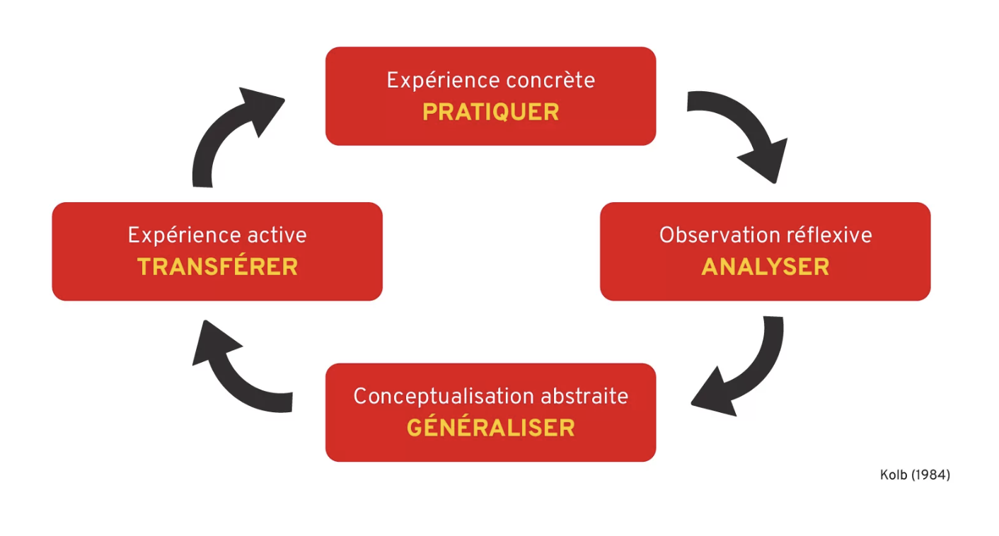 Expérience concrète
PRATIQUER
Expérience active
TRANSFÉRER
Observation réflexive
ANALYSER
Conceptualisation abstraite
GÉNÉRALISER
Kolb (1984)